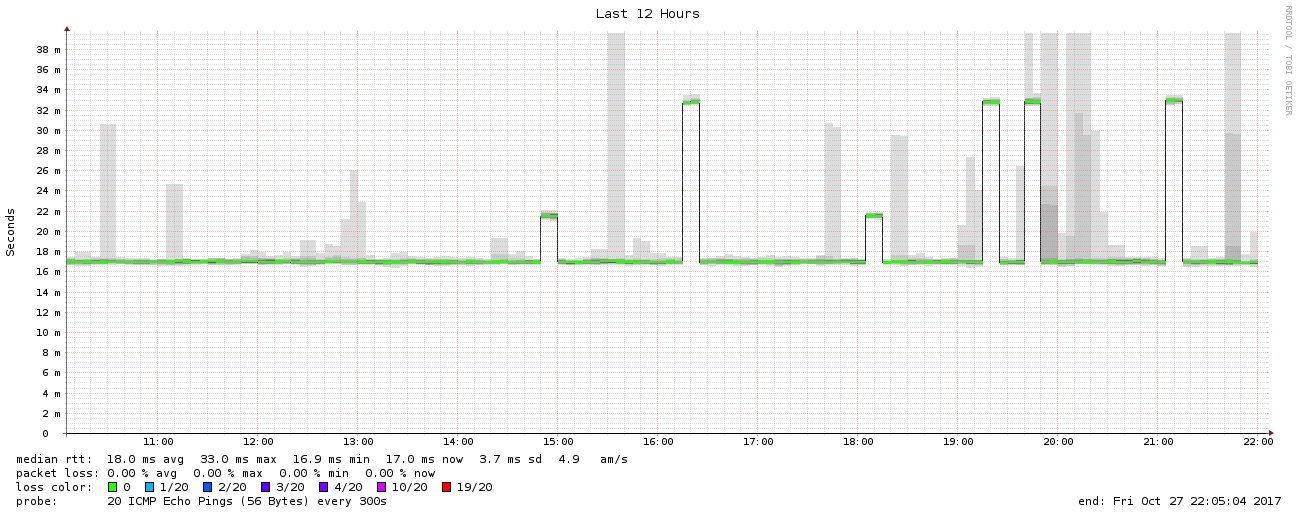 Last 12 Hours
RRDTOOL / TOBI OETIKER
Seconds
38 m
36 m
34 m
32 m
30 m
28 m
26 m
24 m
22 m
20 m
18 m
16 m
14 m
12 m
10 m
8 m
6 m
4 m
2 m
0
11:00 12:00 13:00 14:00 15:00 16:00 17:00 18:00 19:00 20:00 21:00 22:00
median rtt: 18.0 ms avg 33.0 ms max 16.9 ms min 17.0 ms now 3.7 ms sd 4.9 am/s
packet loss: 0.00 % avg 0.00 % max 0.00 % min 0.00 % now
loss color: 0 1/20 2/20 3/20 4/20 10/20 19/20
probe: 20 ICMP Echo Pings (56 Bytes) every 300s end: Fri Oct 27 22:05:04 2017